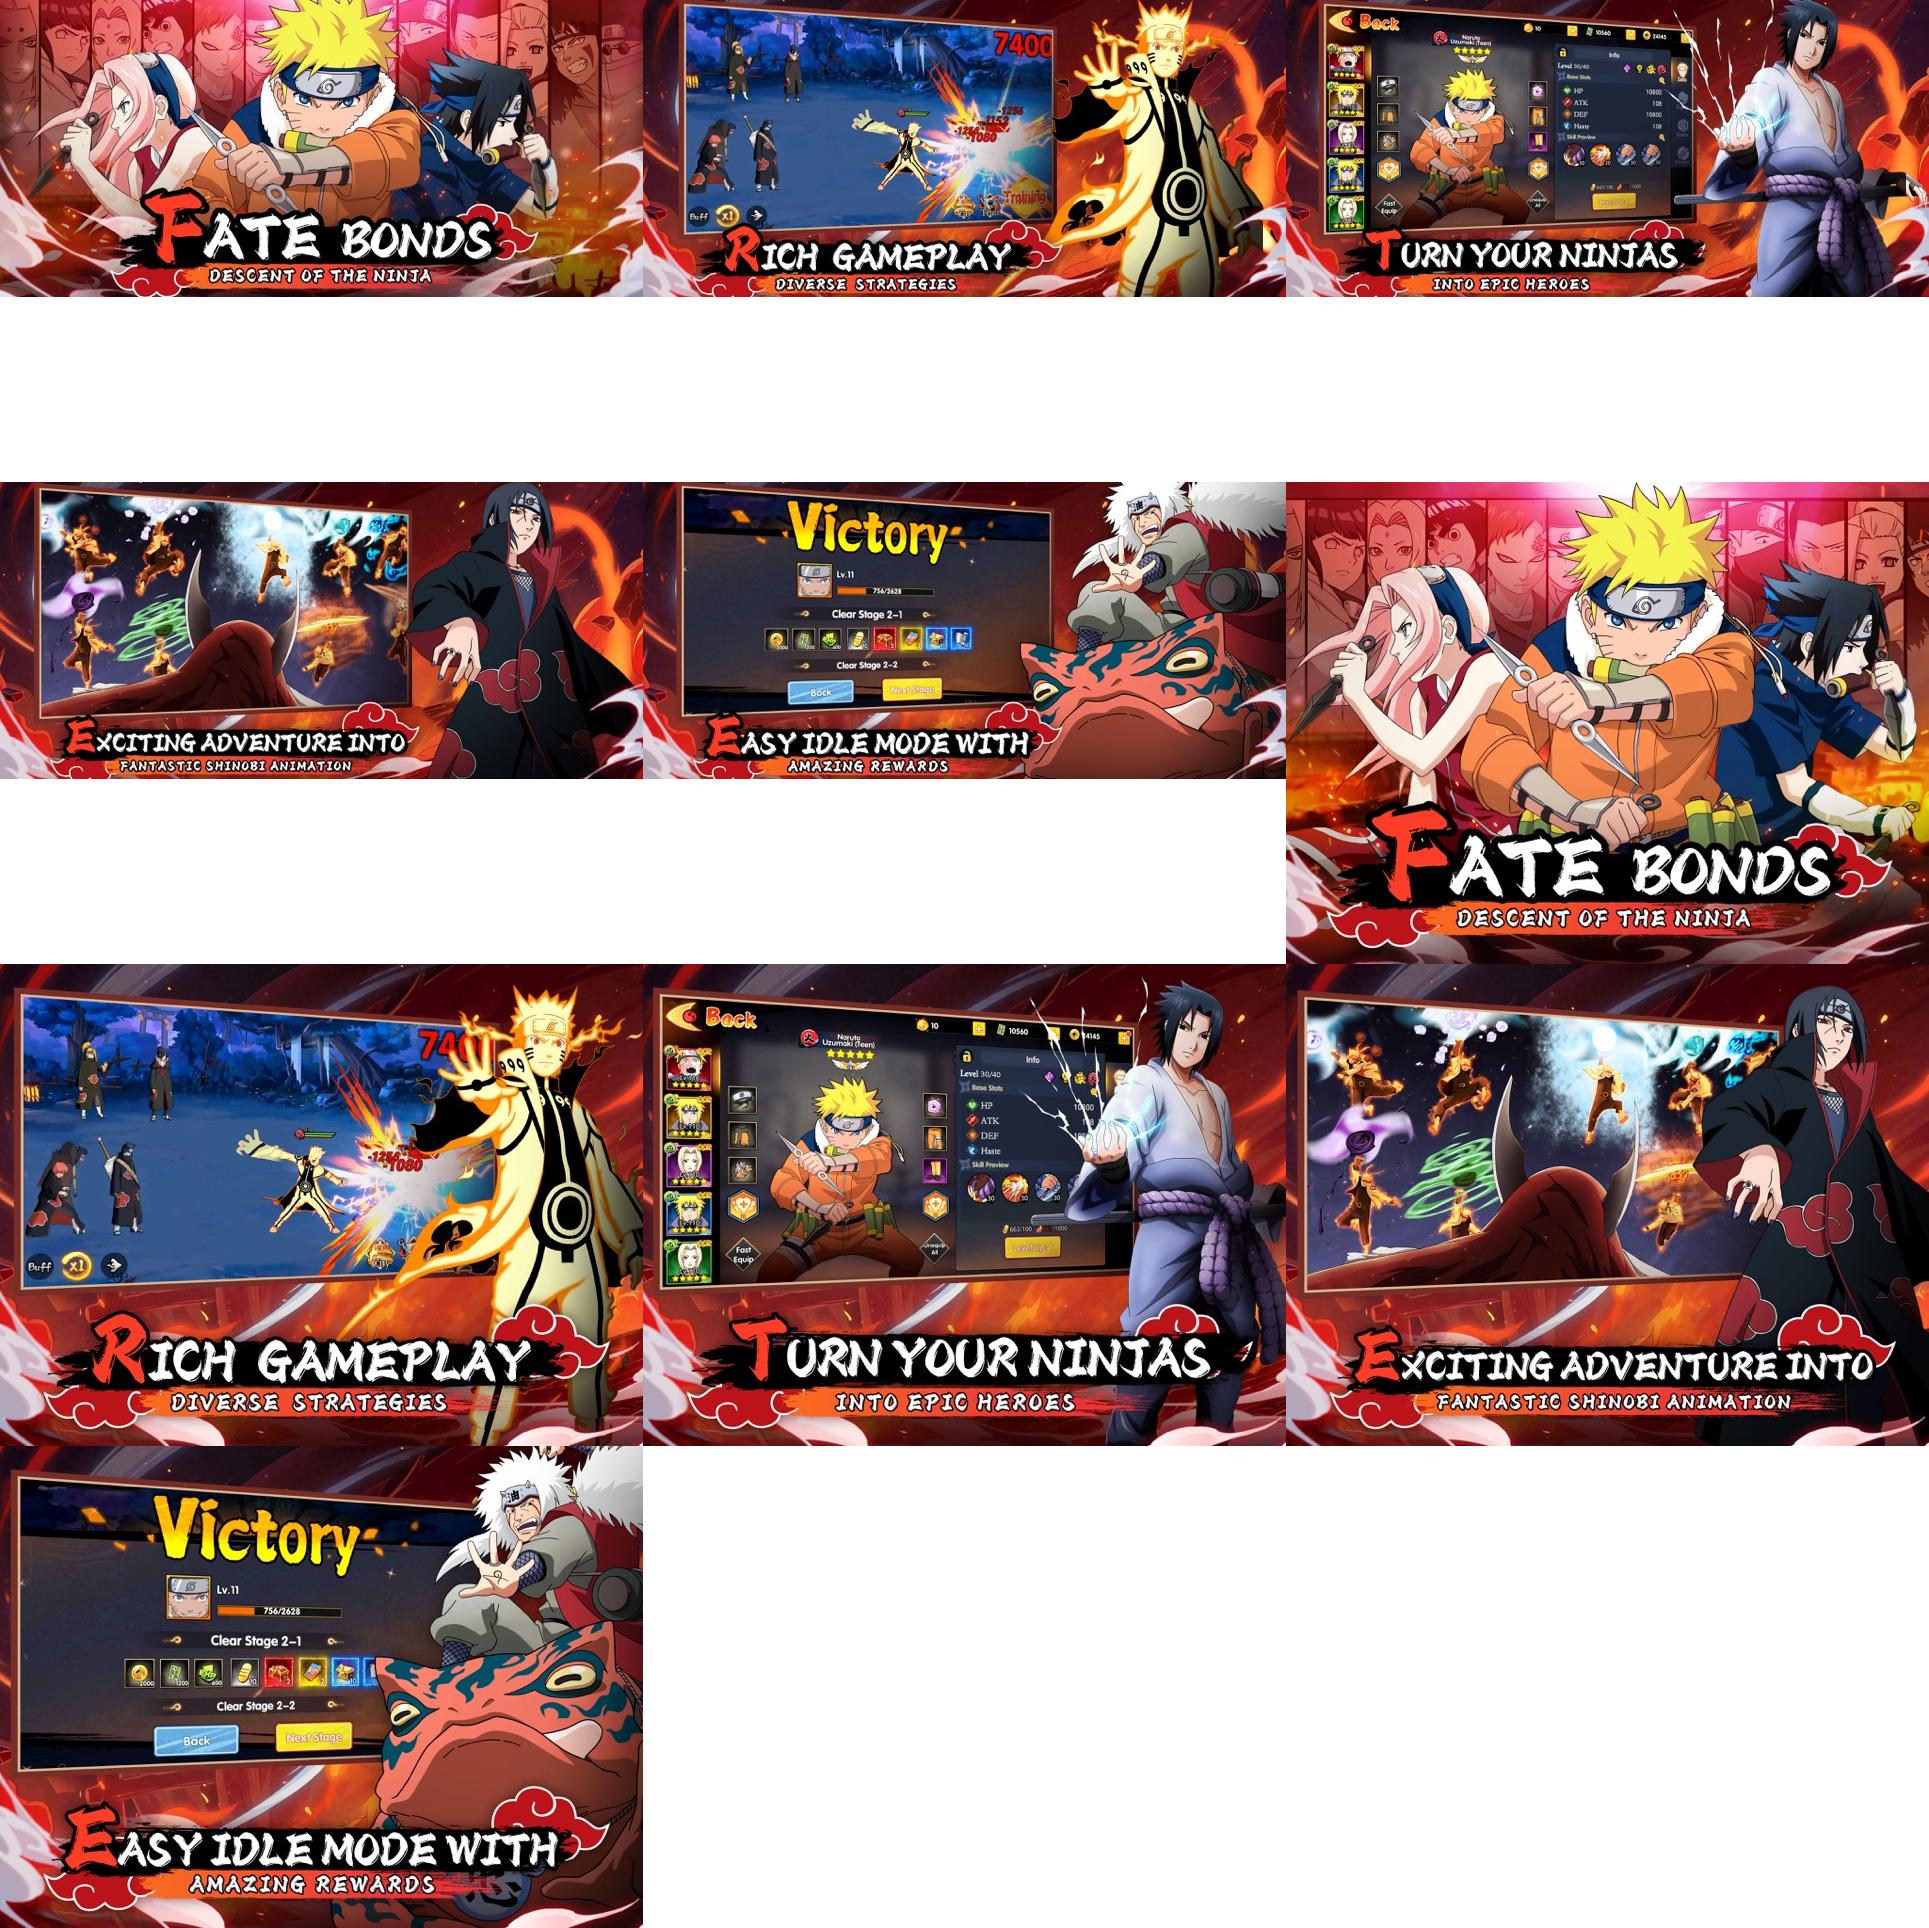 FATE BONDS
DESCENT OF THE NINJA
7400
-1256
-1080
Buff
x1
Training
RICH GAMEPLAY
DIVERSE STRATEGIES
Back
10
10560
24145
Naruto
Uzumaki (Teen)
Info
Level 30/40
Base Stats
HP 10800
ATK 108
DEF 10800
Haste 108
Skill Preview
Fast
Equip
Unequip
All
TURN YOUR NINJAS
INTO EPIC HEROES
EXCITING ADVENTURE INTO
FANTASTIC SHINOBI ANIMATION
Victory
Lv.11
756/2628
Clear Stage 2-1
Clear Stage 2-2
Back
Next Stage
油
EASY IDLE MODE WITH
AMAZING REWARDS
FATE BONDS
DESCENT OF THE NINJA
-1080
Buff
x1
RICH GAMEPLAY
DIVERSE STRATEGIES
Back
10
10560
24145
Naruto
Uzumaki (Teen)
Info
Level 30/40
Base Stats
HP
ATK
DEF
Haste
Skill Preview
30
30
30
663/100
/1000
Level Up
Fast
Equip
Unequip
All
TURN YOUR NINJAS
INTO EPIC HEROES
EXCITING ADVENTURE INTO
FANTASTIC SHINOBI ANIMATION
Victory
油
Lv.11
756/2628
Clear Stage 2-1
2000
1200
600
10
2
2
10
Clear Stage 2-2
Back
Next Stage
EASY IDLE MODE WITH
AMAZING REWARDS